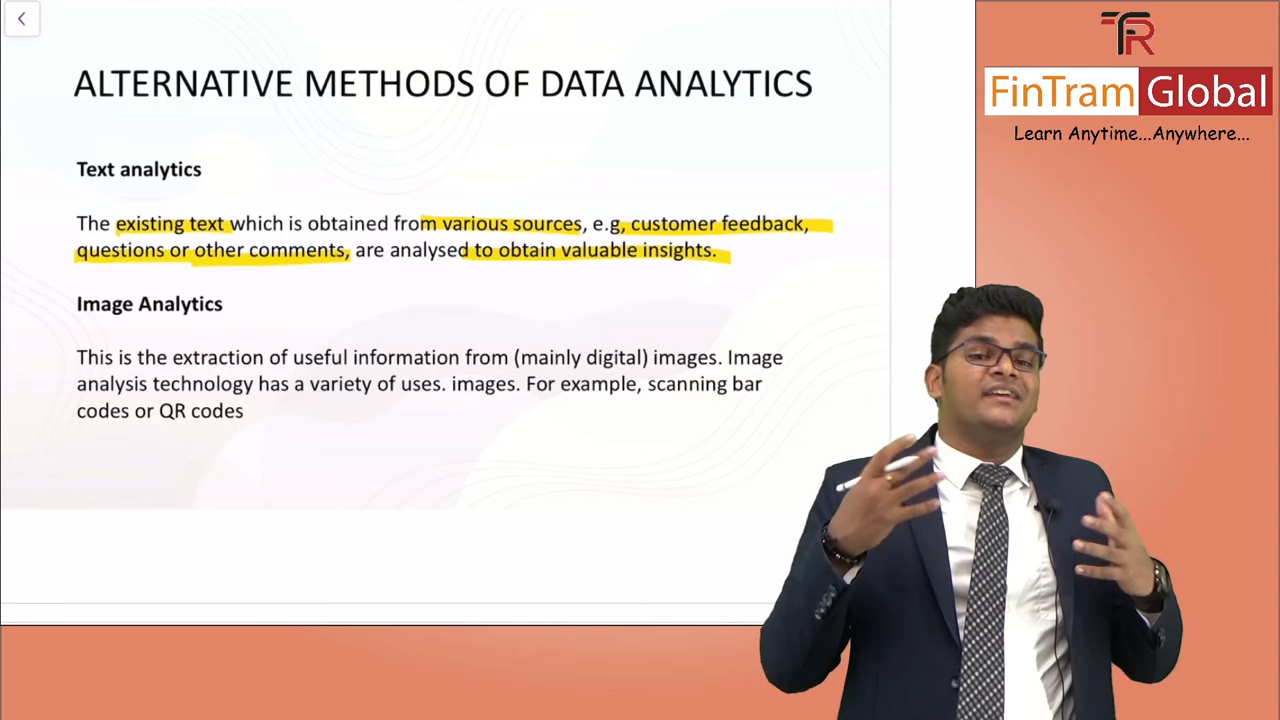 ALTERNATIVE METHODS OF DATA ANALYTICS
Text analytics
The existing text which is obtained from various sources, e.g, customer feedback,
questions or other comments, are analysed to obtain valuable insights.
Image Analytics
This is the extraction of useful information from (mainly digital) images. Image
analysis technology has a variety of uses. images. For example, scanning bar
codes or QR codes
FinTram Global
Learn Anytime...Anywhere...